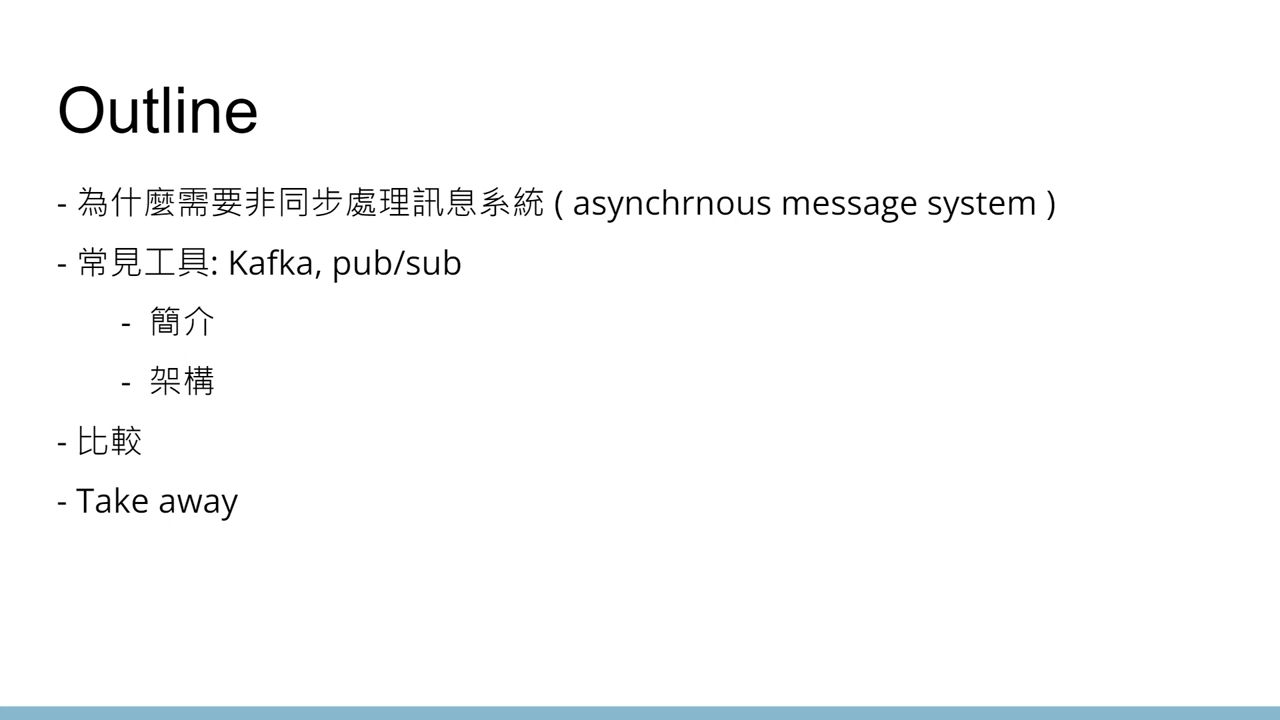 Outline
- 為什麼需要非同步處理訊息系統 ( asynchrnous message system )
- 常見工具: Kafka, pub/sub
- 簡介
- 架構
- 比較
- Take away